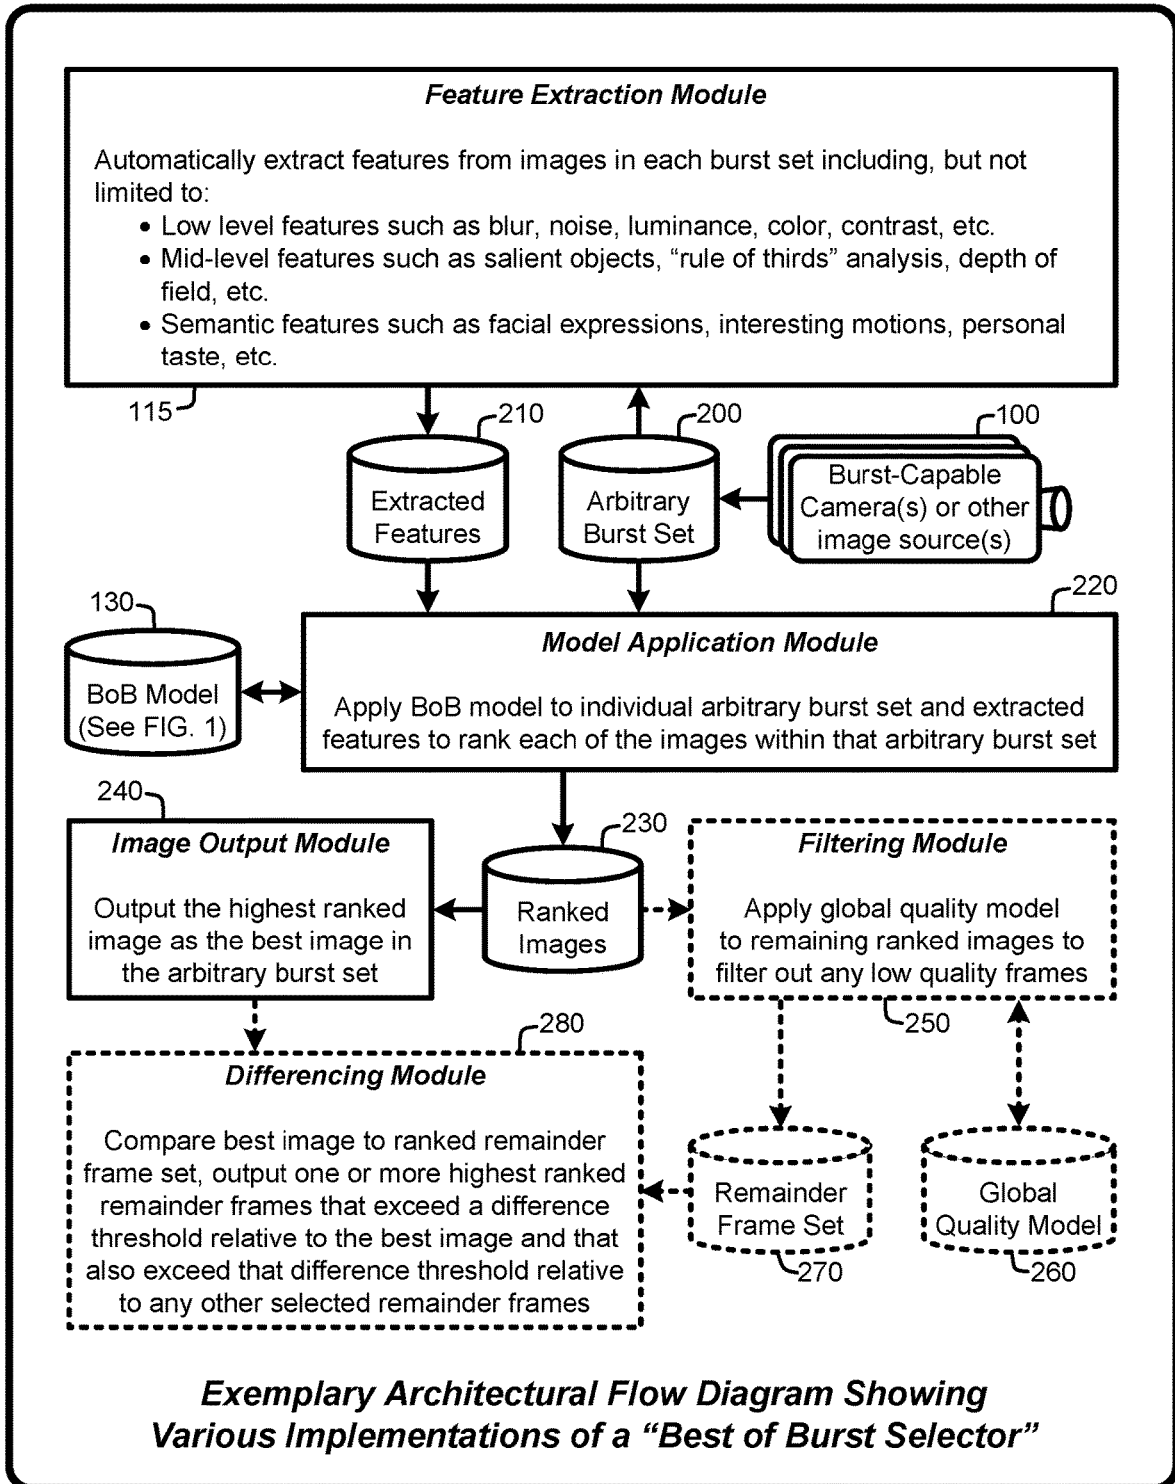 Feature Extraction Module
Automatically extract features from images in each burst set including, but not
limited to:
• Low level features such as blur, noise, luminance, color, contrast, etc.
• Mid-level features such as salient objects, “rule of thirds” analysis, depth of
field, etc.
• Semantic features such as facial expressions, interesting motions, personal
taste, etc.
115
210
200
100
Extracted
Features
Arbitrary
Burst Set
Burst-Capable
Camera(s) or other
image source(s)
130
220
BoB Model
(See FIG. 1)
Model Application Module
Apply BoB model to individual arbitrary burst set and extracted
features to rank each of the images within that arbitrary burst set
240
230
Image Output Module
Output the highest ranked
image as the best image in
the arbitrary burst set
Ranked
Images
Filtering Module
Apply global quality model
to remaining ranked images to
filter out any low quality frames
280
250
Differencing Module
Compare best image to ranked remainder
frame set, output one or more highest ranked
remainder frames that exceed a difference
threshold relative to the best image and that
also exceed that difference threshold relative
to any other selected remainder frames
Remainder
Frame Set
Global
Quality Model
270
260
Exemplary Architectural Flow Diagram Showing
Various Implementations of a “Best of Burst Selector”